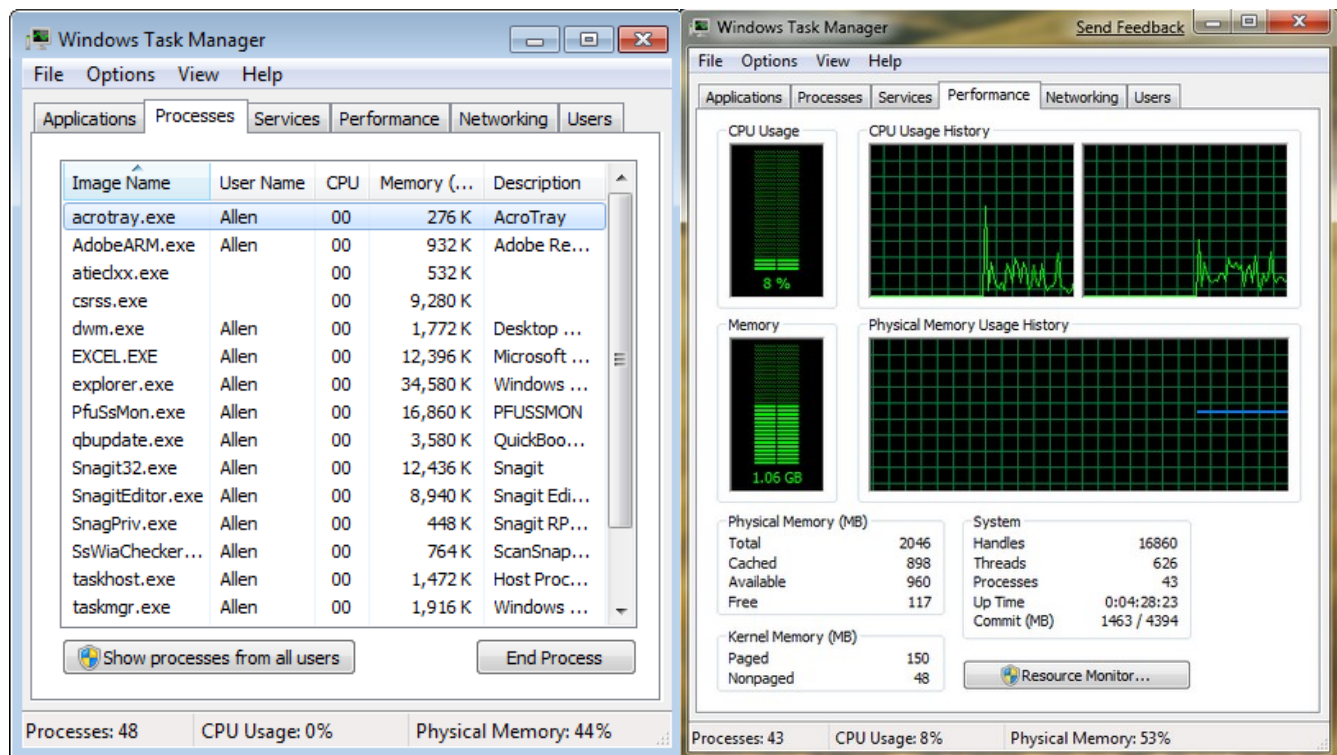 Windows Task Manager
File Options View Help
Applications Processes Services Performance Networking Users
Image Name User Name CPU Memory (... Description
acrotray.exe Allen 00 276 K AcroTray
AdobeARM.exe Allen 00 932 K Adobe Re...
atiedxx.exe 00 532 K
csrss.exe 00 9,280 K
dwm.exe Allen 00 1,772 K Desktop ...
EXCEL.EXE Allen 00 12,396 K Microsoft ...
explorer.exe Allen 00 34,580 K Windows ...
PfuSsMon.exe Allen 00 16,860 K PFUSSMON
qbupdate.exe Allen 00 3,580 K QuickBoo...
Snagit32.exe Allen 00 12,436 K Snagit
SnagitEditor.exe Allen 00 8,940 K Snagit Edi...
SnagPriv.exe Allen 00 448 K Snagit RP...
SsWiaChecker... Allen 00 764 K ScanSnap...
taskhost.exe Allen 00 1,472 K Host Proc...
taskmgr.exe Allen 00 1,916 K Windows ...
Show processes from all users End Process
Processes: 48 CPU Usage: 0% Physical Memory: 44%
Windows Task Manager Send Feedback
File Options View Help
Applications Processes Services Performance Networking Users
CPU Usage CPU Usage History
8 %
Memory Physical Memory Usage History
1.06 GB
Physical Memory (MB)
Total 2046
Cached 898
Available 960
Free 117
Kernel Memory (MB)
Paged 150
Nonpaged 48
System
Handles 16860
Threads 626
Processes 43
Up Time 0:04:28:23
Commit (MB) 1463 / 4394
Resource Monitor...
Processes: 43 CPU Usage: 8% Physical Memory: 53%